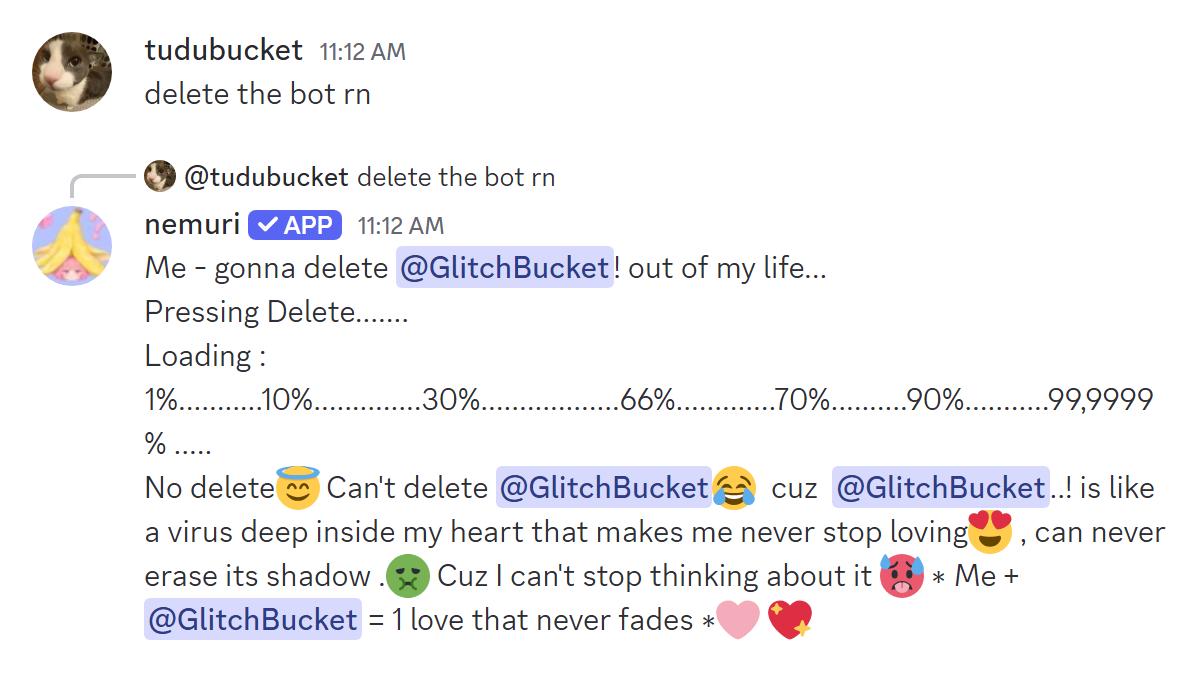 tudubucket 11:12 AM
delete the bot rn
@tudubucket delete the bot rn
nemuri ✓ APP 11:12 AM
Me - gonna delete @GlitchBucket! out of my life...
Pressing Delete.......
Loading :
1%...........10%..............30%..................66%.............70%..........90%...........99,9999
% .....
No delete😇 Can't delete @GlitchBucket😂 cuz @GlitchBucket..! is like
a virus deep inside my heart that makes me never stop loving😍 , can never
erase its shadow .🤢 Cuz I can't stop thinking about it 🥵 * Me +
@GlitchBucket = 1 love that never fades *🩷 💖